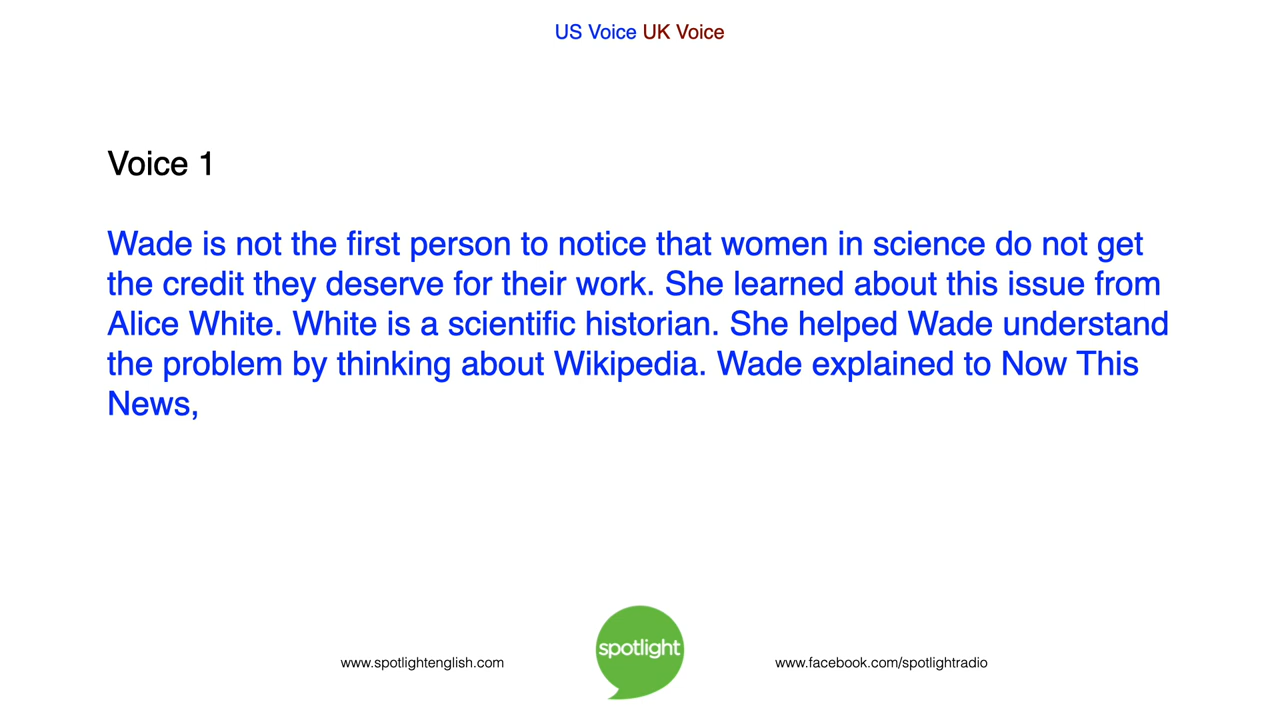 US Voice UK Voice
Voice 1
Wade is not the first person to notice that women in science do not get
the credit they deserve for their work. She learned about this issue from
Alice White. White is a scientific historian. She helped Wade understand
the problem by thinking about Wikipedia. Wade explained to Now This
News,
spotlight
www.spotlightenglish.com
www.facebook.com/spotlightradio